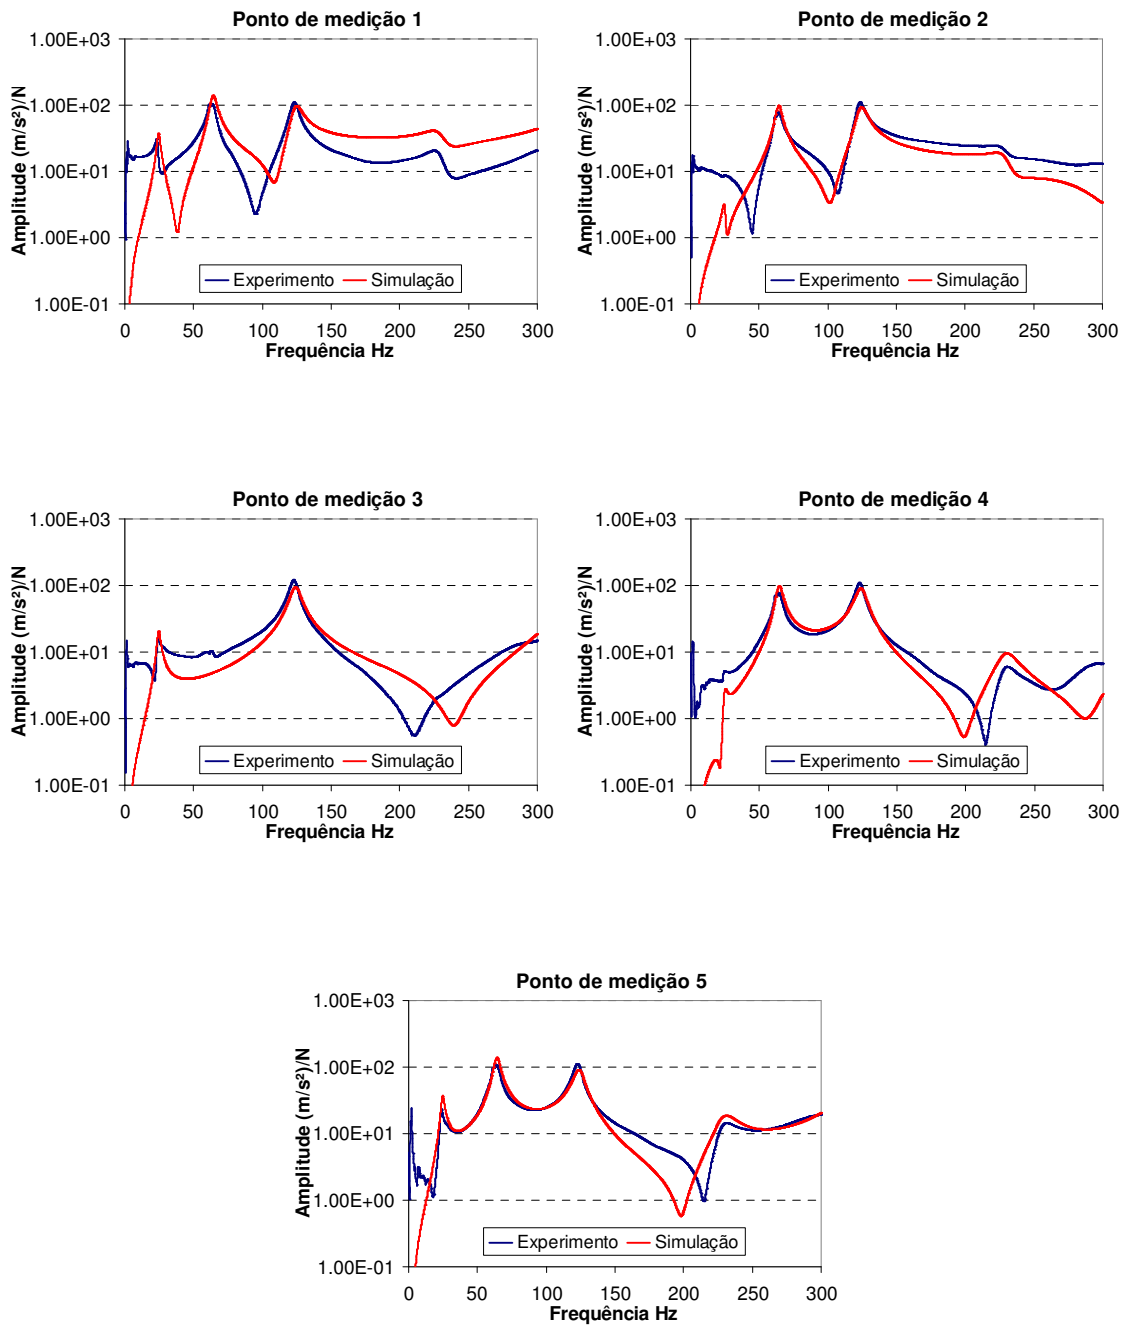 Ponto de medição 1
1.00E+03
1.00E+02
1.00E+01
1.00E+00
1.00E-01
Amplitude (m/s²)/N
Experimento Simulação
0 50 100 150 200 250 300
Frequência Hz
Ponto de medição 2
1.00E+03
1.00E+02
1.00E+01
1.00E+00
1.00E-01
Amplitude (m/s²)/N
Experimento Simulação
0 50 100 150 200 250 300
Frequência Hz
Ponto de medição 3
1.00E+03
1.00E+02
1.00E+01
1.00E+00
1.00E-01
Amplitude (m/s²)/N
Experimento Simulação
0 50 100 150 200 250 300
Frequência Hz
Ponto de medição 4
1.00E+03
1.00E+02
1.00E+01
1.00E+00
1.00E-01
Amplitude (m/s²)/N
Experimento Simulação
0 50 100 150 200 250 300
Frequência Hz
Ponto de medição 5
1.00E+03
1.00E+02
1.00E+01
1.00E+00
1.00E-01
Amplitude (m/s²)/N
Experimento Simulação
0 50 100 150 200 250 300
Frequência Hz